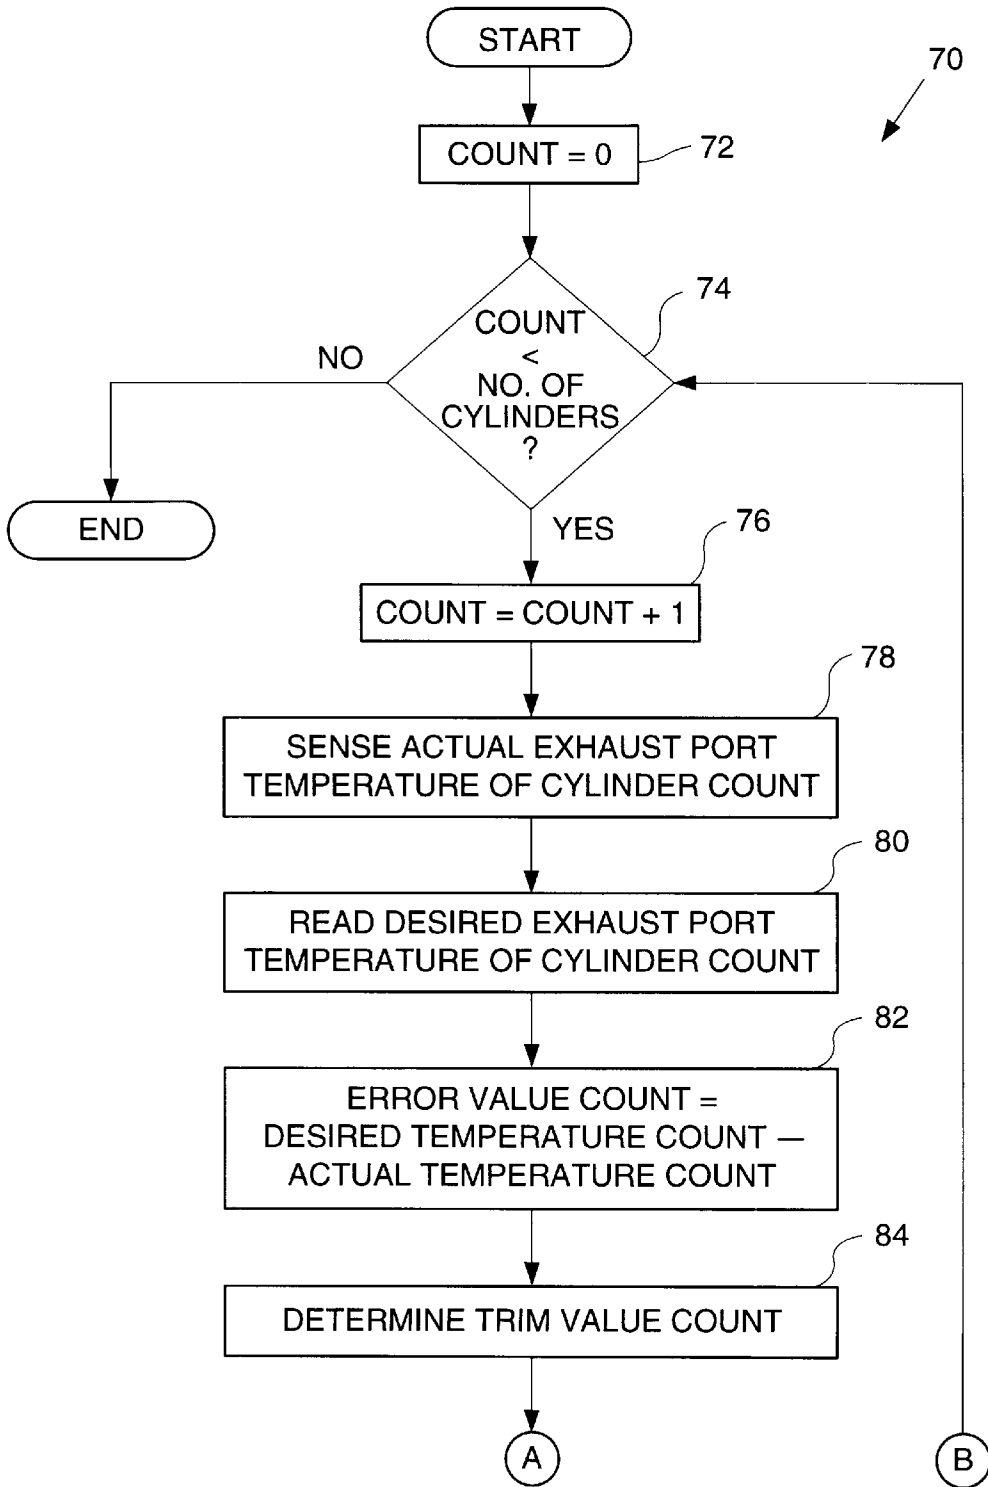 START
70
COUNT = 0
72
74
COUNT
<
NO. OF
CYLINDERS
?
NO
END
YES
76
COUNT = COUNT + 1
78
SENSE ACTUAL EXHAUST PORT
TEMPERATURE OF CYLINDER COUNT
80
READ DESIRED EXHAUST PORT
TEMPERATURE OF CYLINDER COUNT
82
ERROR VALUE COUNT =
DESIRED TEMPERATURE COUNT —
ACTUAL TEMPERATURE COUNT
84
DETERMINE TRIM VALUE COUNT
A
B